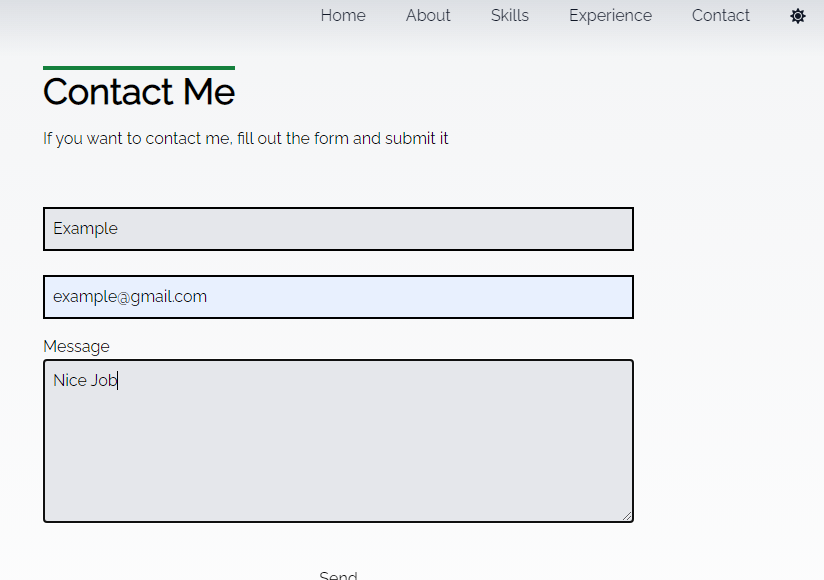 Home About Skills Experience Contact
Contact Me
If you want to contact me, fill out the form and submit it
Example
example@gmail.com
Message
Nice Job
Send